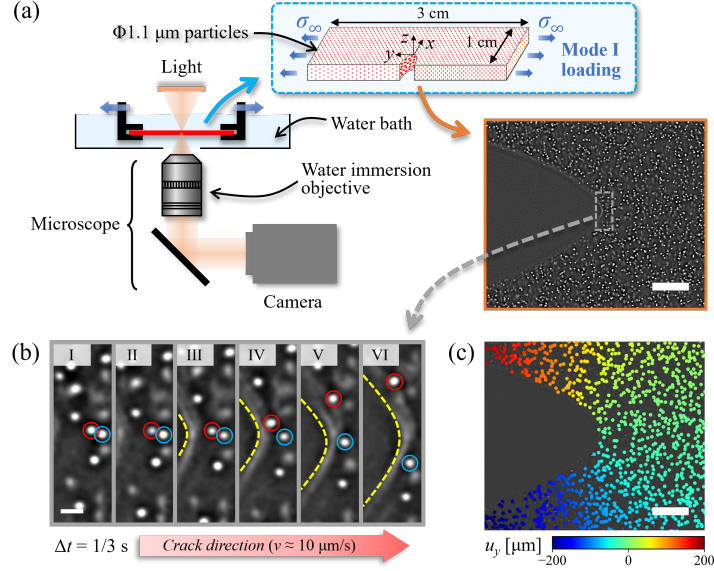 (a)
3 cm
σ∞
σ∞
Φ1.1 μm particles
z
y
x
1 cm
Mode I
loading
Light
Water bath
Water immersion
objective
Microscope
Camera
(b)
I
II
III
IV
V
VI
Δt = 1/3 s
Crack direction (v ≈ 10 μm/s)
(c)
u_y [μm]
−200
0
200